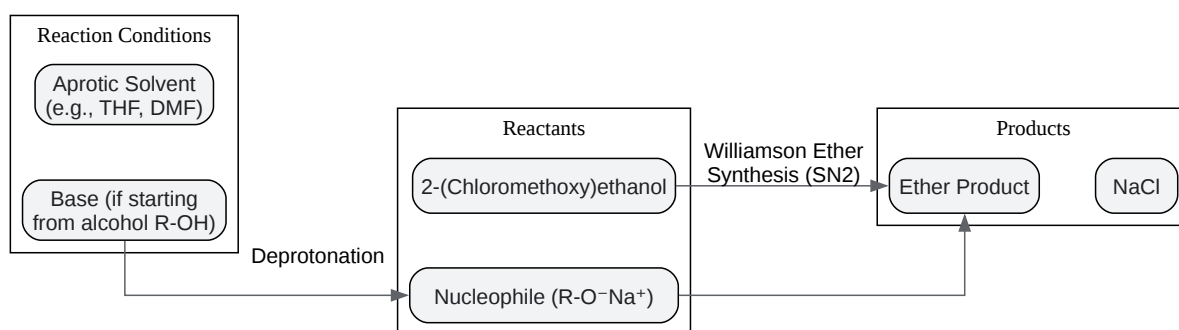 Reaction Conditions
Aprotic Solvent
(e.g., THF, DMF)
Base (if starting
from alcohol R-OH)
Deprotonation
Reactants
2-(Chloromethoxy)ethanol
Nucleophile (R-O⁻Na⁺)
Williamson Ether
Synthesis (SN2)
Products
Ether Product
NaCl